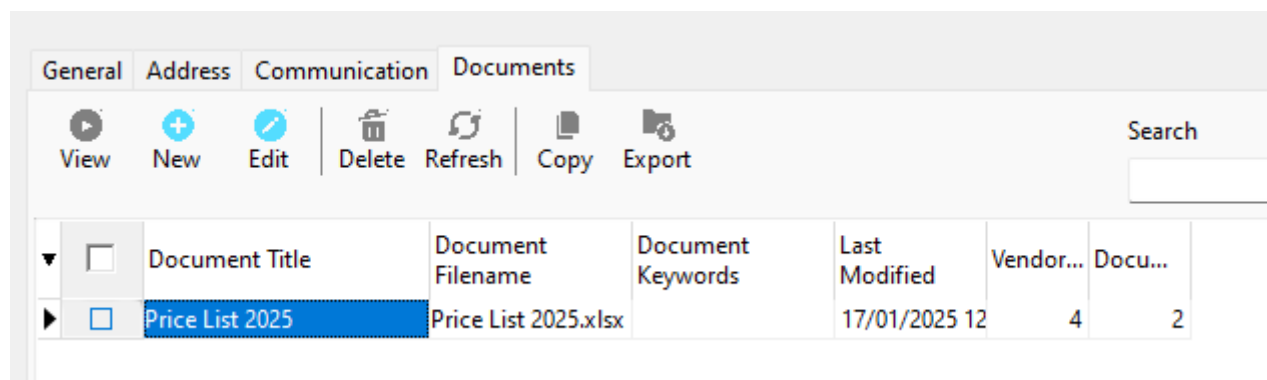 General Address Communication Documents
View New Edit Delete Refresh Copy Export
Search
Document Title Document Filename Document Keywords Last Modified Vendor... Docu...
Price List 2025 Price List 2025.xlsx 17/01/2025 12 4 2